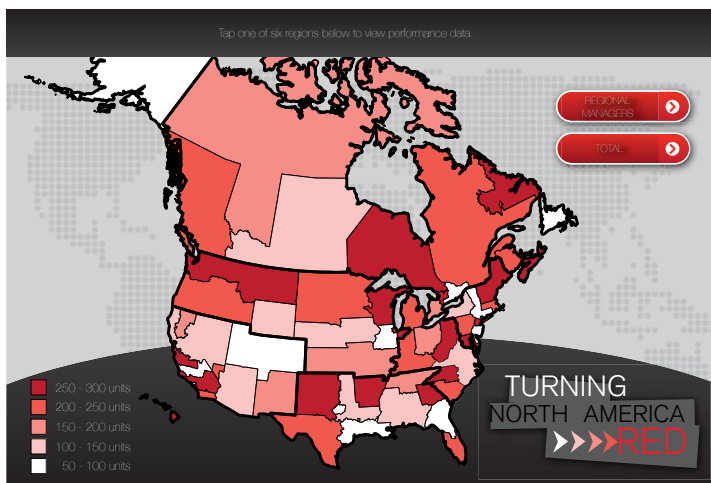 Tap one of six regions below to view performance data.
REGIONAL
MANAGERS
TOTAL
250 - 300 units
200 - 250 units
150 - 200 units
100 - 150 units
50 - 100 units
TURNING
NORTH AMERICA
RED